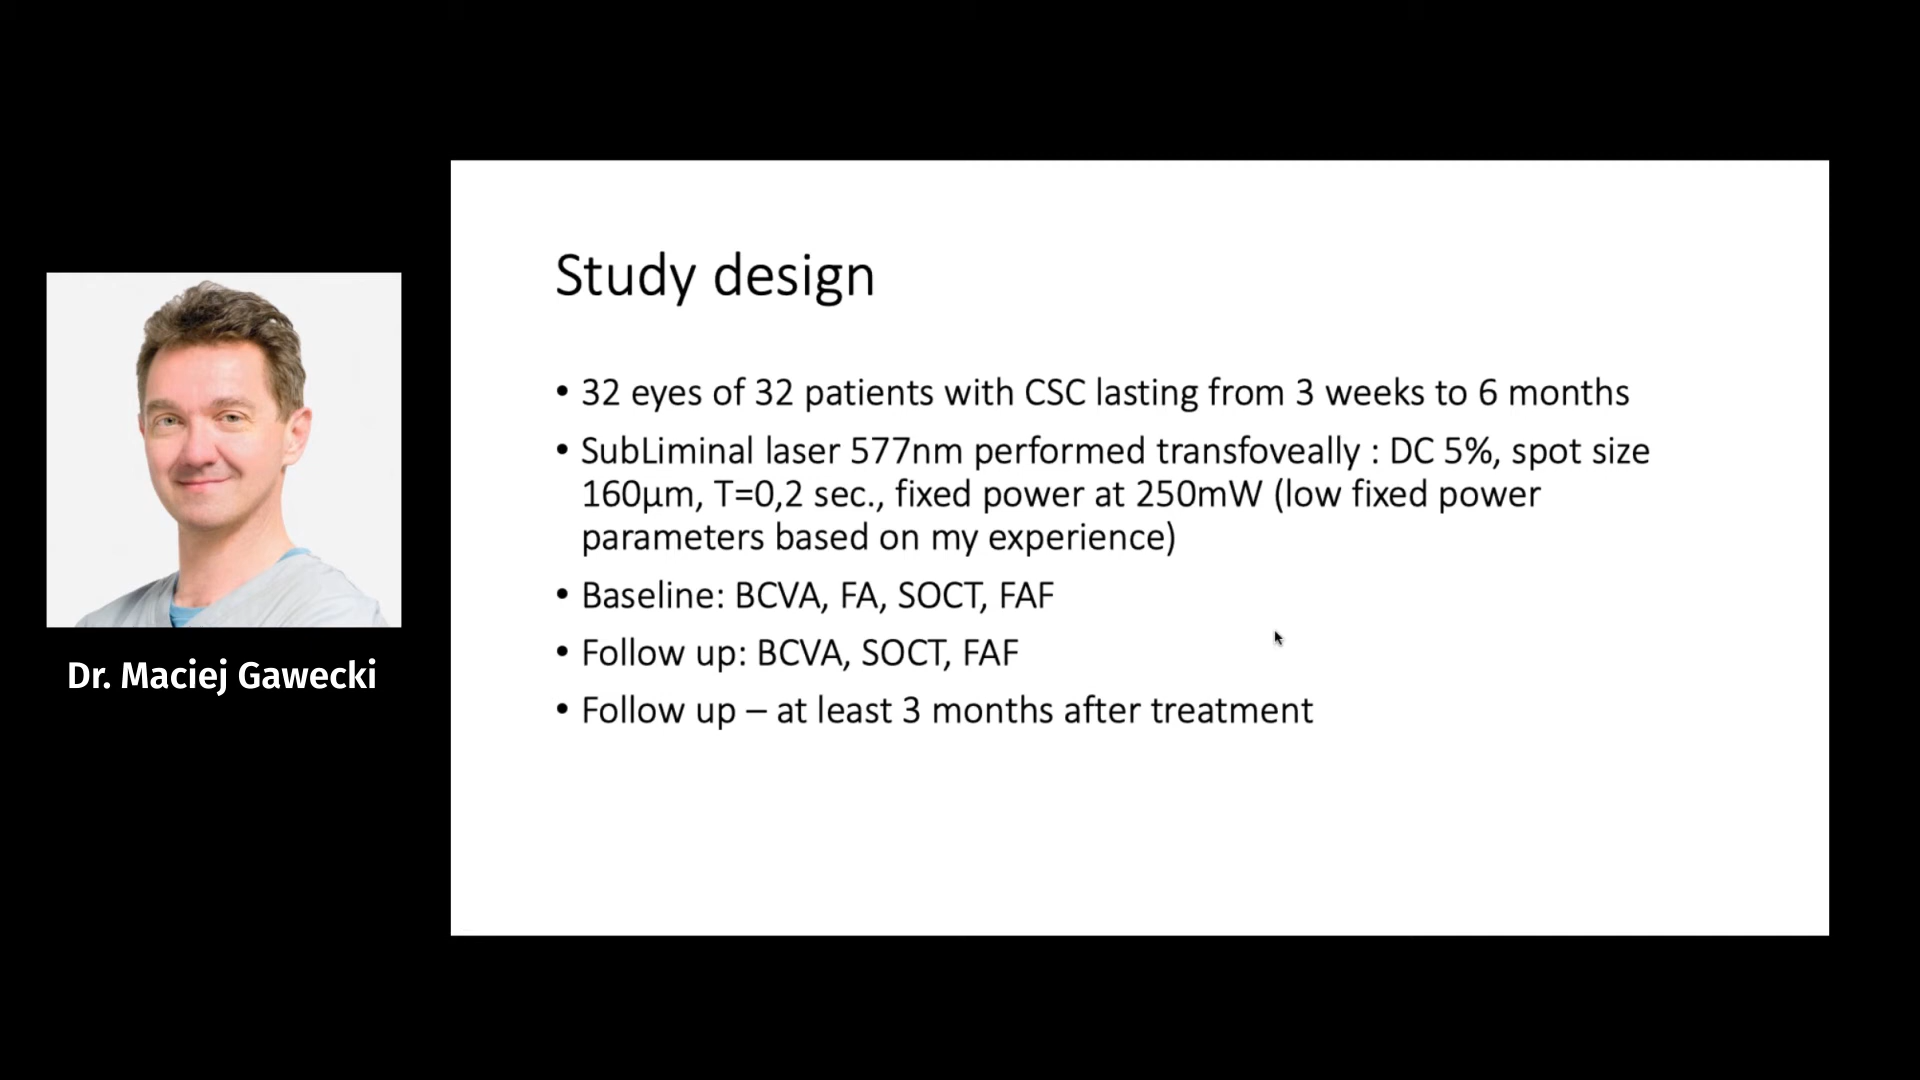 Study design
• 32 eyes of 32 patients with CSC lasting from 3 weeks to 6 months
• SubLiminal laser 577nm performed transfoveally : DC 5%, spot size
160µm, T=0,2 sec., fixed power at 250mW (low fixed power
parameters based on my experience)
• Baseline: BCVA, FA, SOCT, FAF
• Follow up: BCVA, SOCT, FAF
• Follow up – at least 3 months after treatment
Dr. Maciej Gawecki